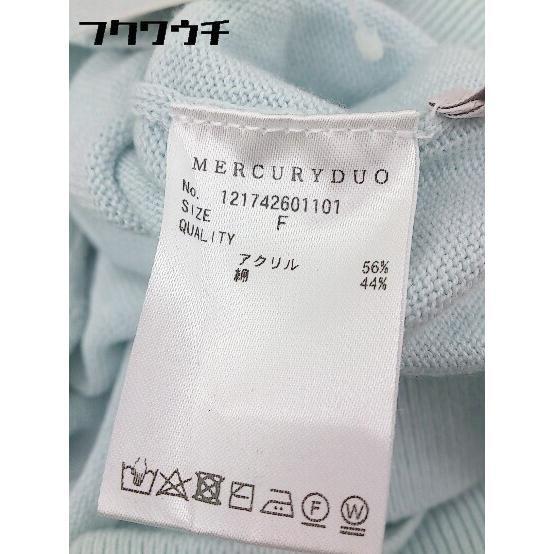 フクワウチ
MERCURYDUO
No. 121742601101
SIZE F
QUALITY
アクリル 56%
綿 44%
F W